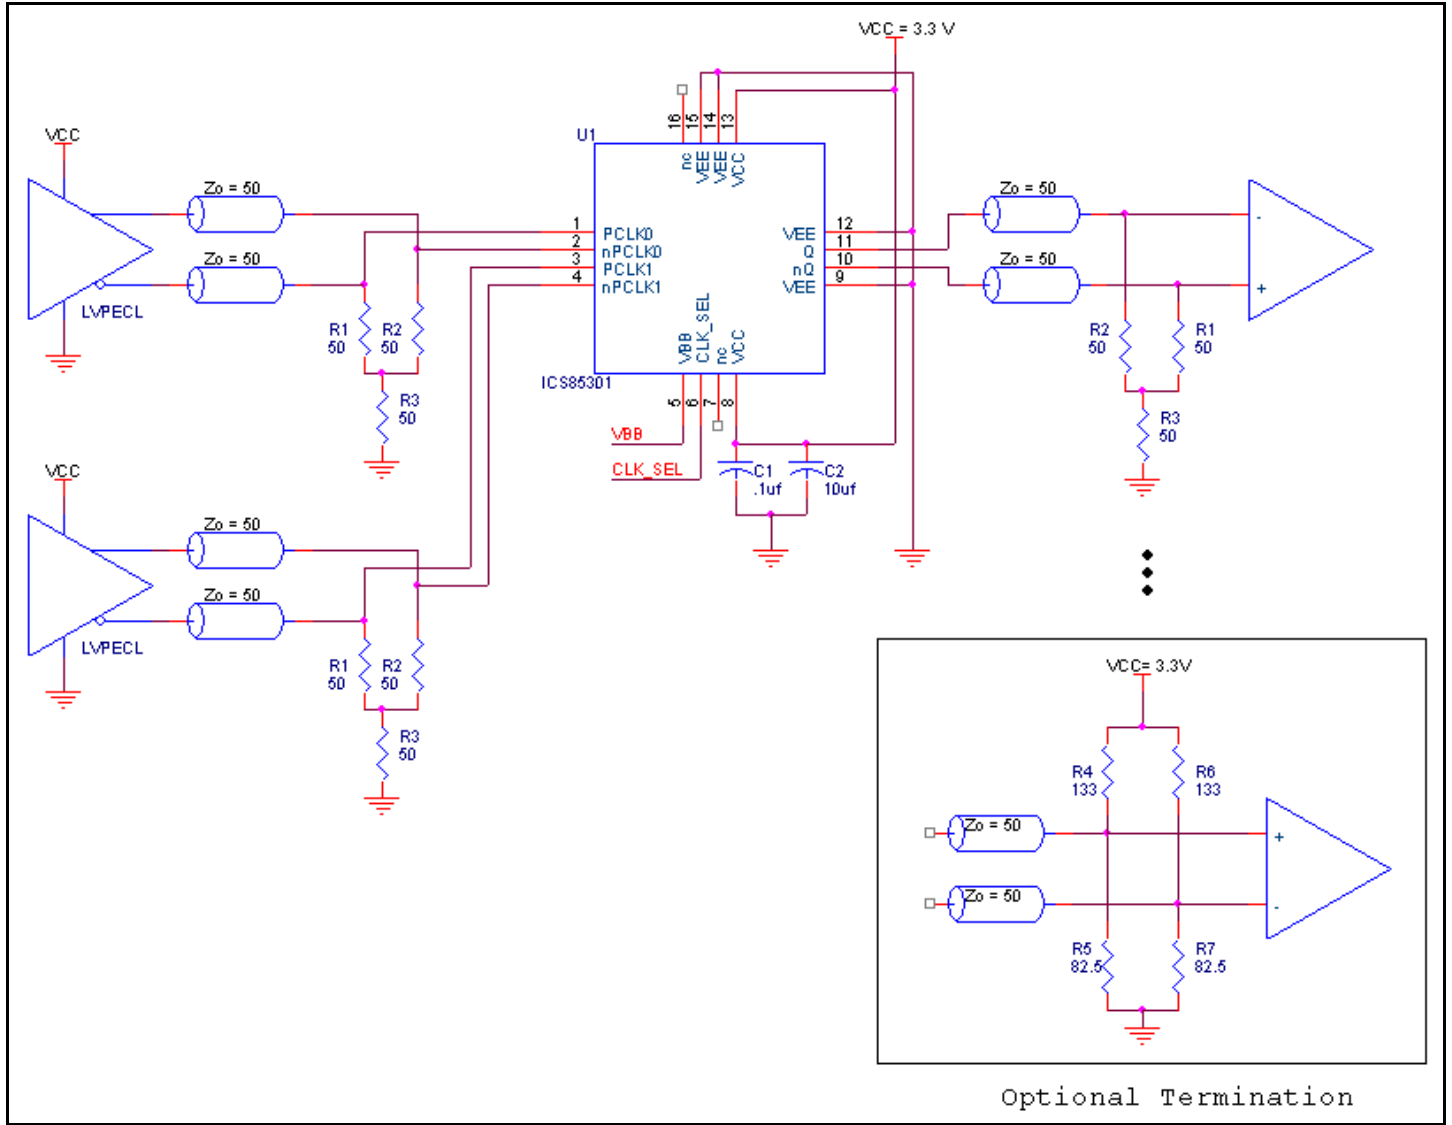 VCC = 3.3 V
16
15
14
13
U1
nc
VEE
VEE
VCC
VCC
Zo = 50
Zo = 50
LVPECL
R1
50
R2
50
R3
50
1
2
3
4
PCLK0
nPCLK0
PCLK1
nPCLK1
VEE
Q
nQ
VEE
12
11
10
9
VBB
CLK_SEL
nc
VCC
ICS85301
5
6
7
8
VBB
CLK_SEL
C1
.1uf
C2
10uf
Zo = 50
Zo = 50
-
+
R2
50
R1
50
R3
50
VCC
Zo = 50
Zo = 50
LVPECL
R1
50
R2
50
R3
50
VCC= 3.3V
R4
133
R6
133
Zo = 50
Zo = 50
+
-
R5
82.5
R7
82.5
Optional Termination